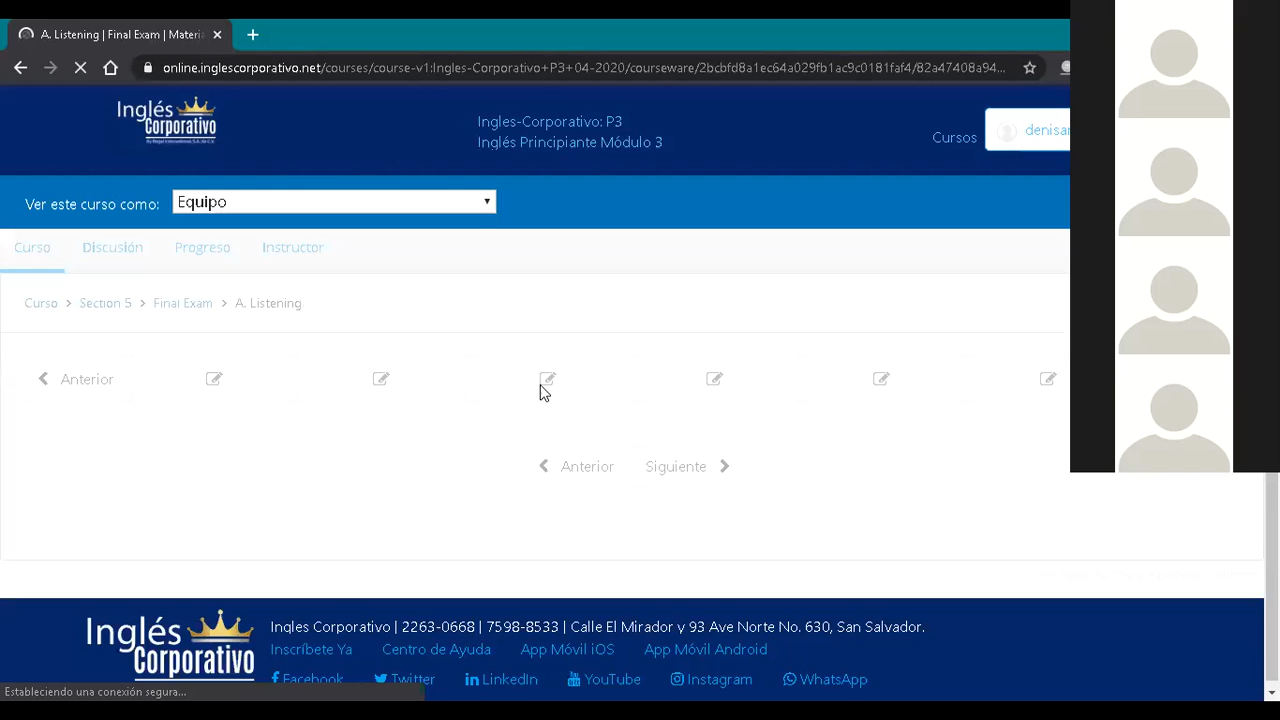 A. Listening | Final Exam | Materi
online.inglescorporativo.net/courses/course-v1:Ingles-Corporativo+P3+04-2020/courseware/2bcbfd8a1ec64a029fb1ac9c0181faf4/82a47408a94...
Inglés
Corporativo
Ingles-Corporativo: P3
Inglés Principiante Módulo 3
Cursos
denisar
Ver este curso como:
Equipo
Curso
Discusión
Progreso
Instructor
Curso > Section 5 > Final Exam > A. Listening
Anterior
Anterior
Siguiente
Inglés
Corporativo
Ingles Corporativo | 2263-0668 | 7598-8533 | Calle El Mirador y 93 Ave Norte No. 630, San Salvador.
Inscríbete Ya
Centro de Ayuda
App Móvil iOS
App Móvil Android
Facebook
Twitter
LinkedIn
YouTube
Instagram
WhatsApp
Estableciendo una conexión segura...